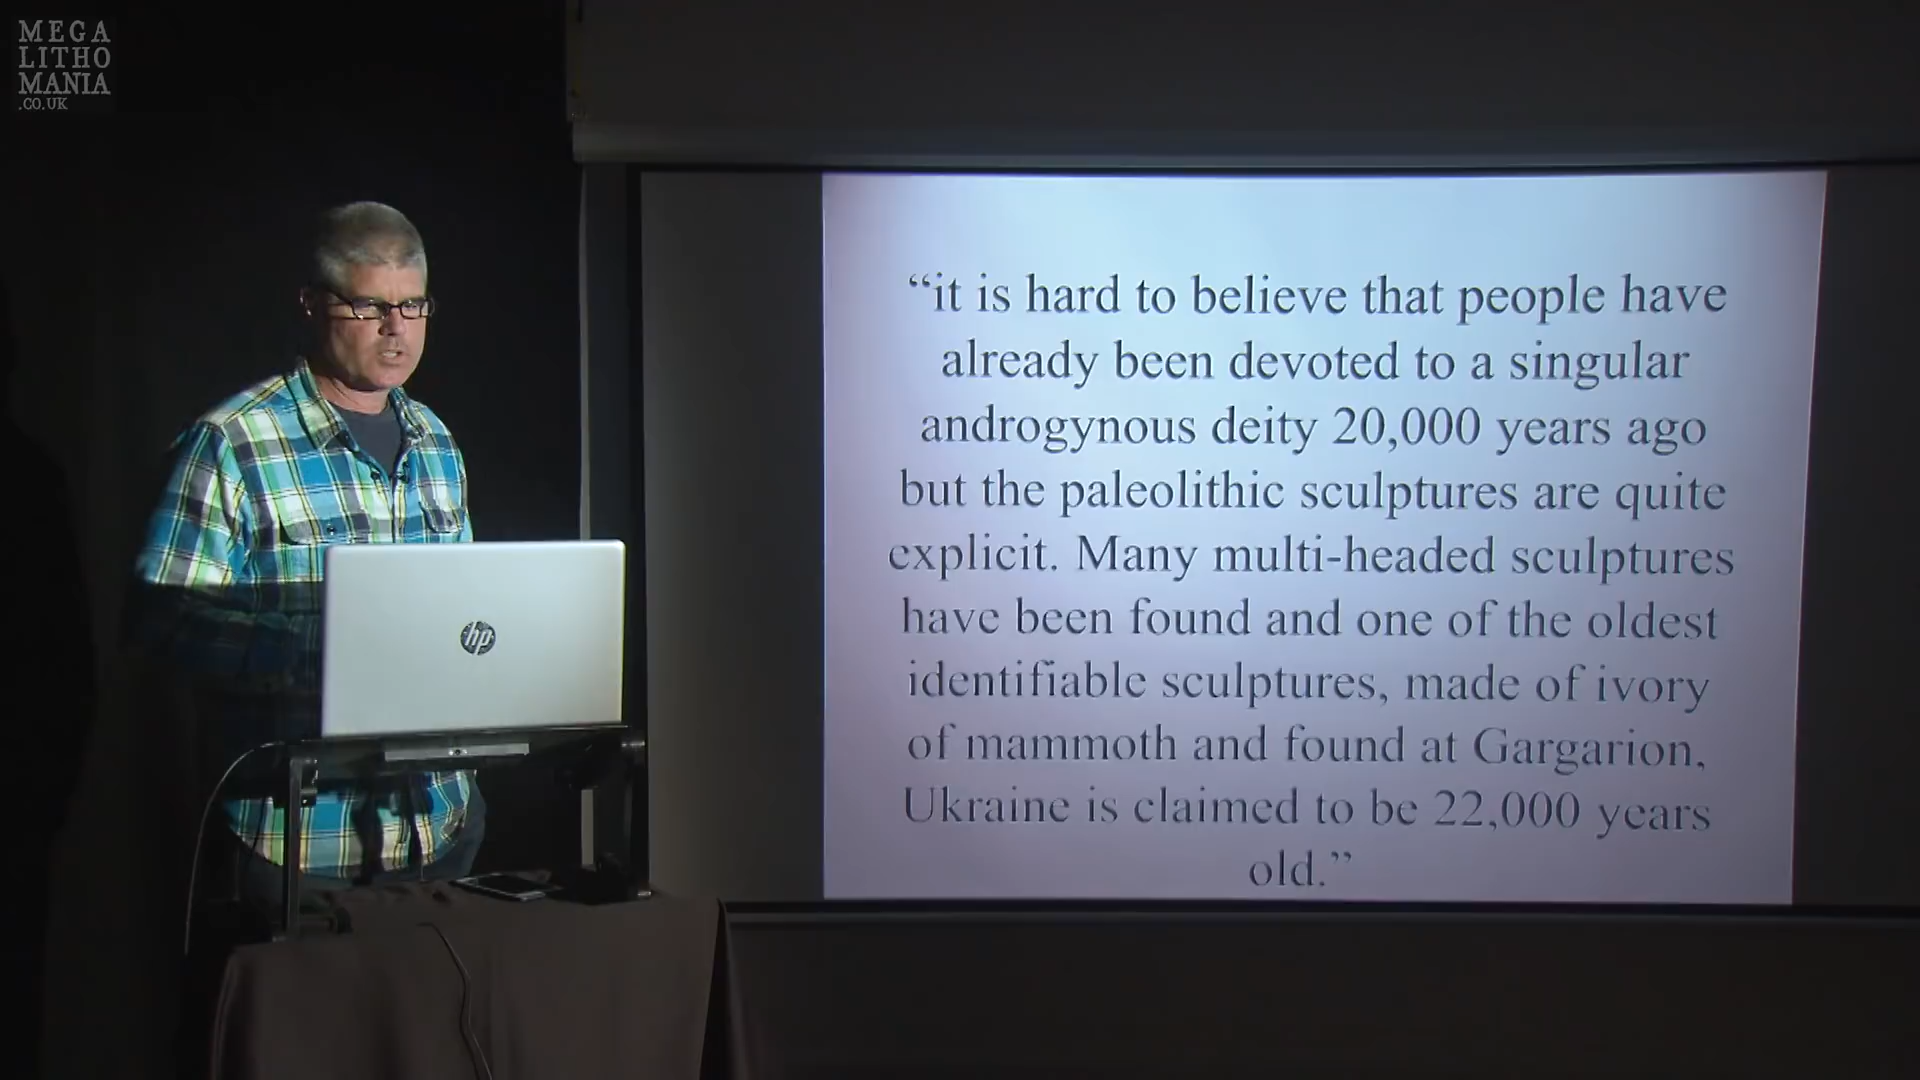 MEGA
LITHO
MANIA
.CO.UK
“it is hard to believe that people have
already been devoted to a singular
androgynous deity 20,000 years ago
but the paleolithic sculptures are quite
explicit. Many multi-headed sculptures
have been found and one of the oldest
identifiable sculptures, made of ivory
of mammoth and found at Gargarion,
Ukraine is claimed to be 22,000 years
old.”
hp